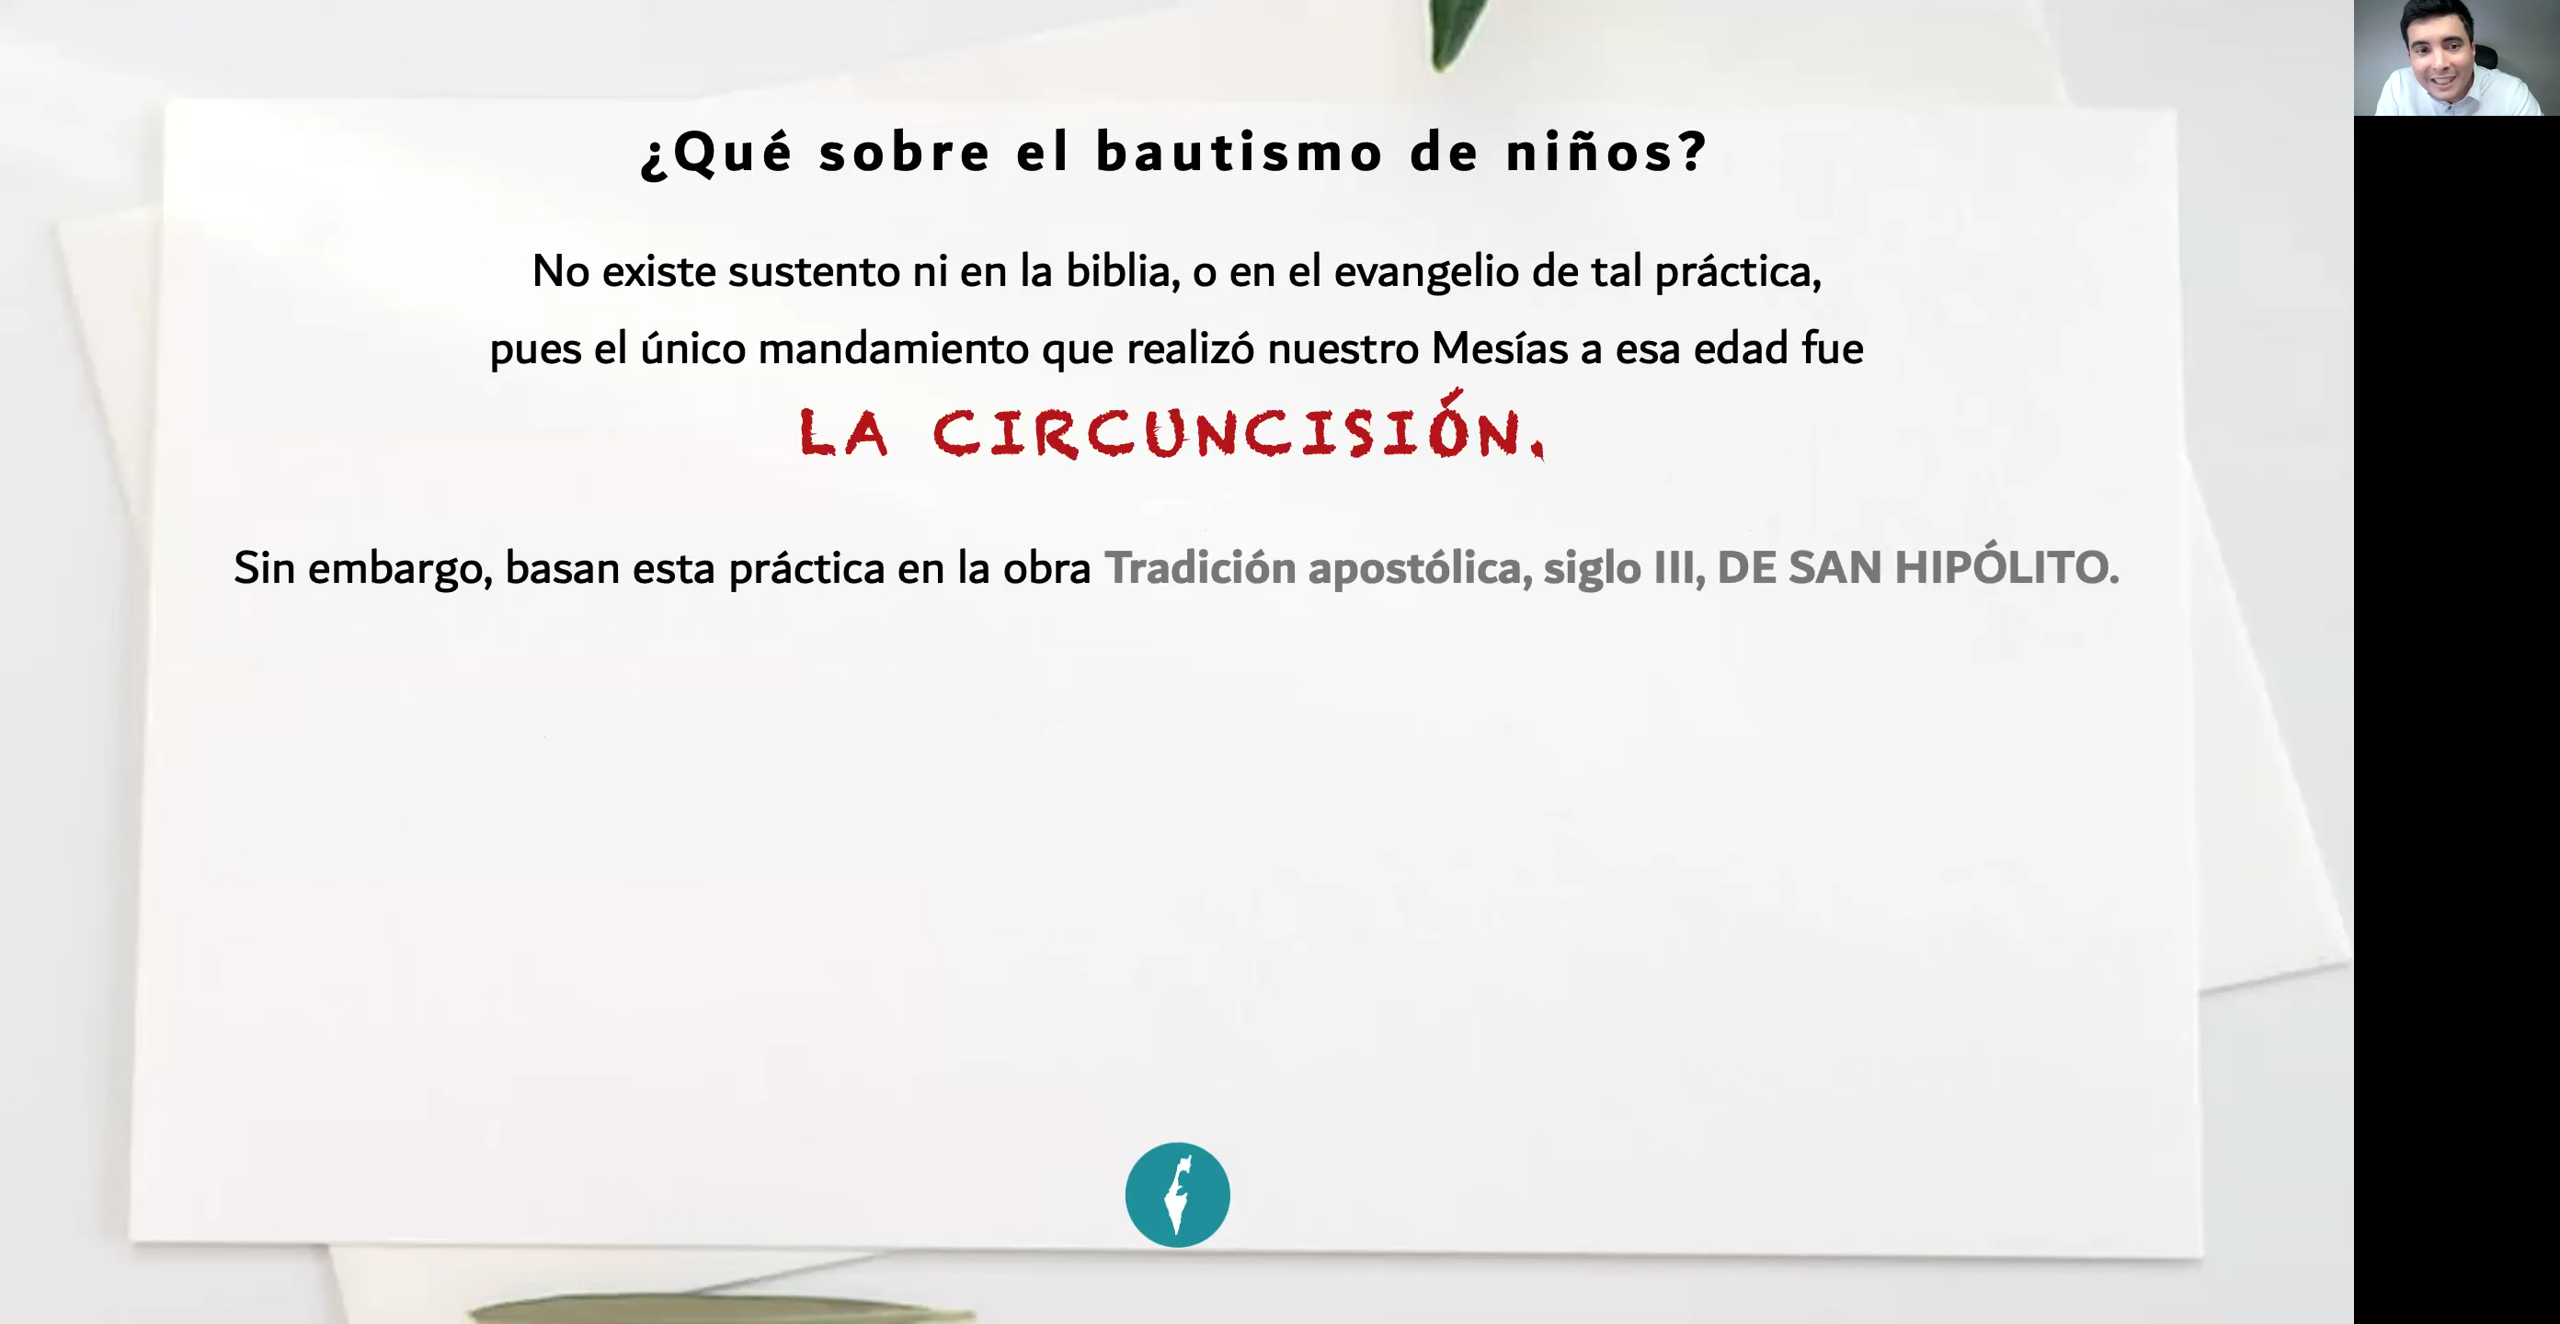 ¿Qué sobre el bautismo de niños?
No existe sustento ni en la biblia, o en el evangelio de tal práctica,
pues el único mandamiento que realizó nuestro Mesías a esa edad fue
LA CIRCUNCISIÓN.
Sin embargo, basan esta práctica en la obra Tradición apostólica, siglo III, DE SAN HIPÓLITO.